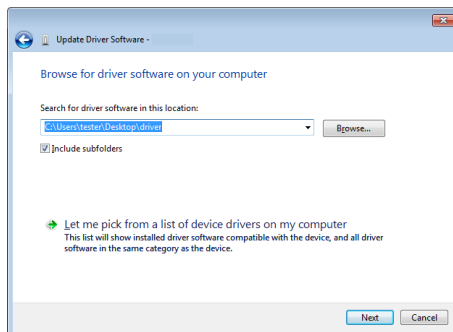 Update Driver Software -
Browse for driver software on your computer
Search for driver software in this location:
C:\Users\tester\Desktop\driver
Browse...
Include subfolders
Let me pick from a list of device drivers on my computer
This list will show installed driver software compatible with the device, and all driver
software in the same category as the device.
Next Cancel